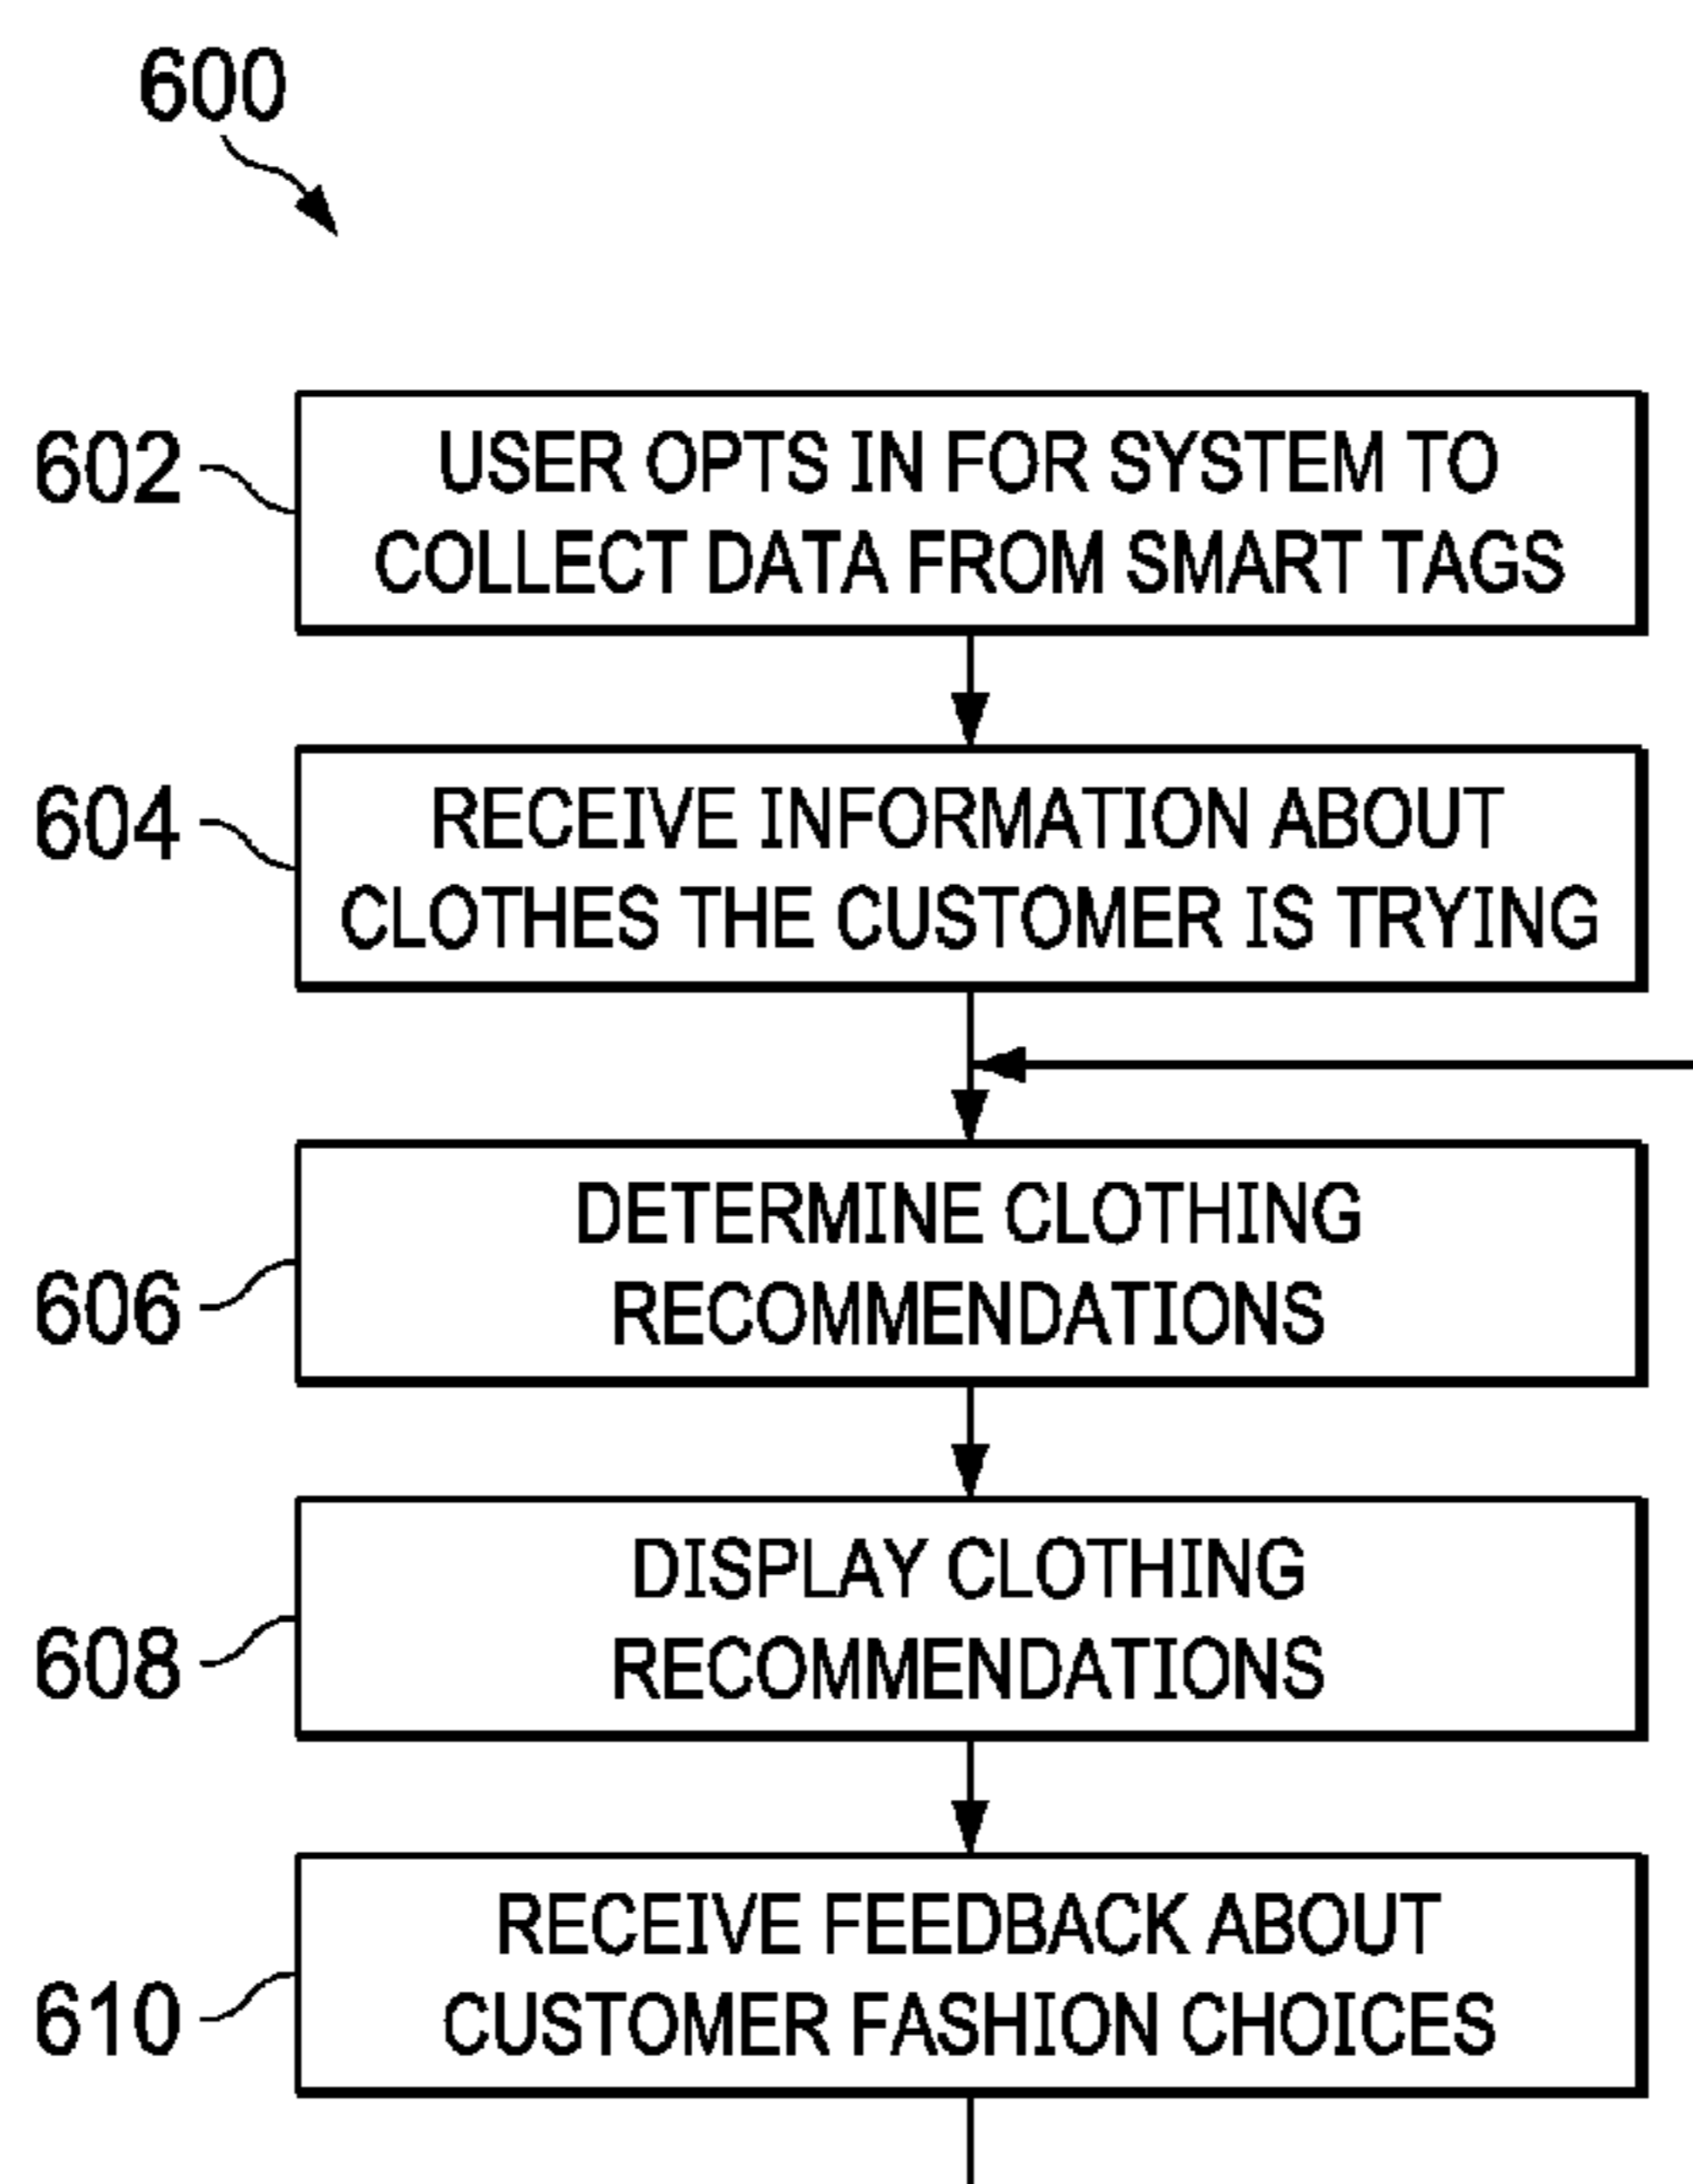 600
602
USER OPTS IN FOR SYSTEM TO
COLLECT DATA FROM SMART TAGS
604
RECEIVE INFORMATION ABOUT
CLOTHES THE CUSTOMER IS TRYING
606
DETERMINE CLOTHING
RECOMMENDATIONS
608
DISPLAY CLOTHING
RECOMMENDATIONS
610
RECEIVE FEEDBACK ABOUT
CUSTOMER FASHION CHOICES